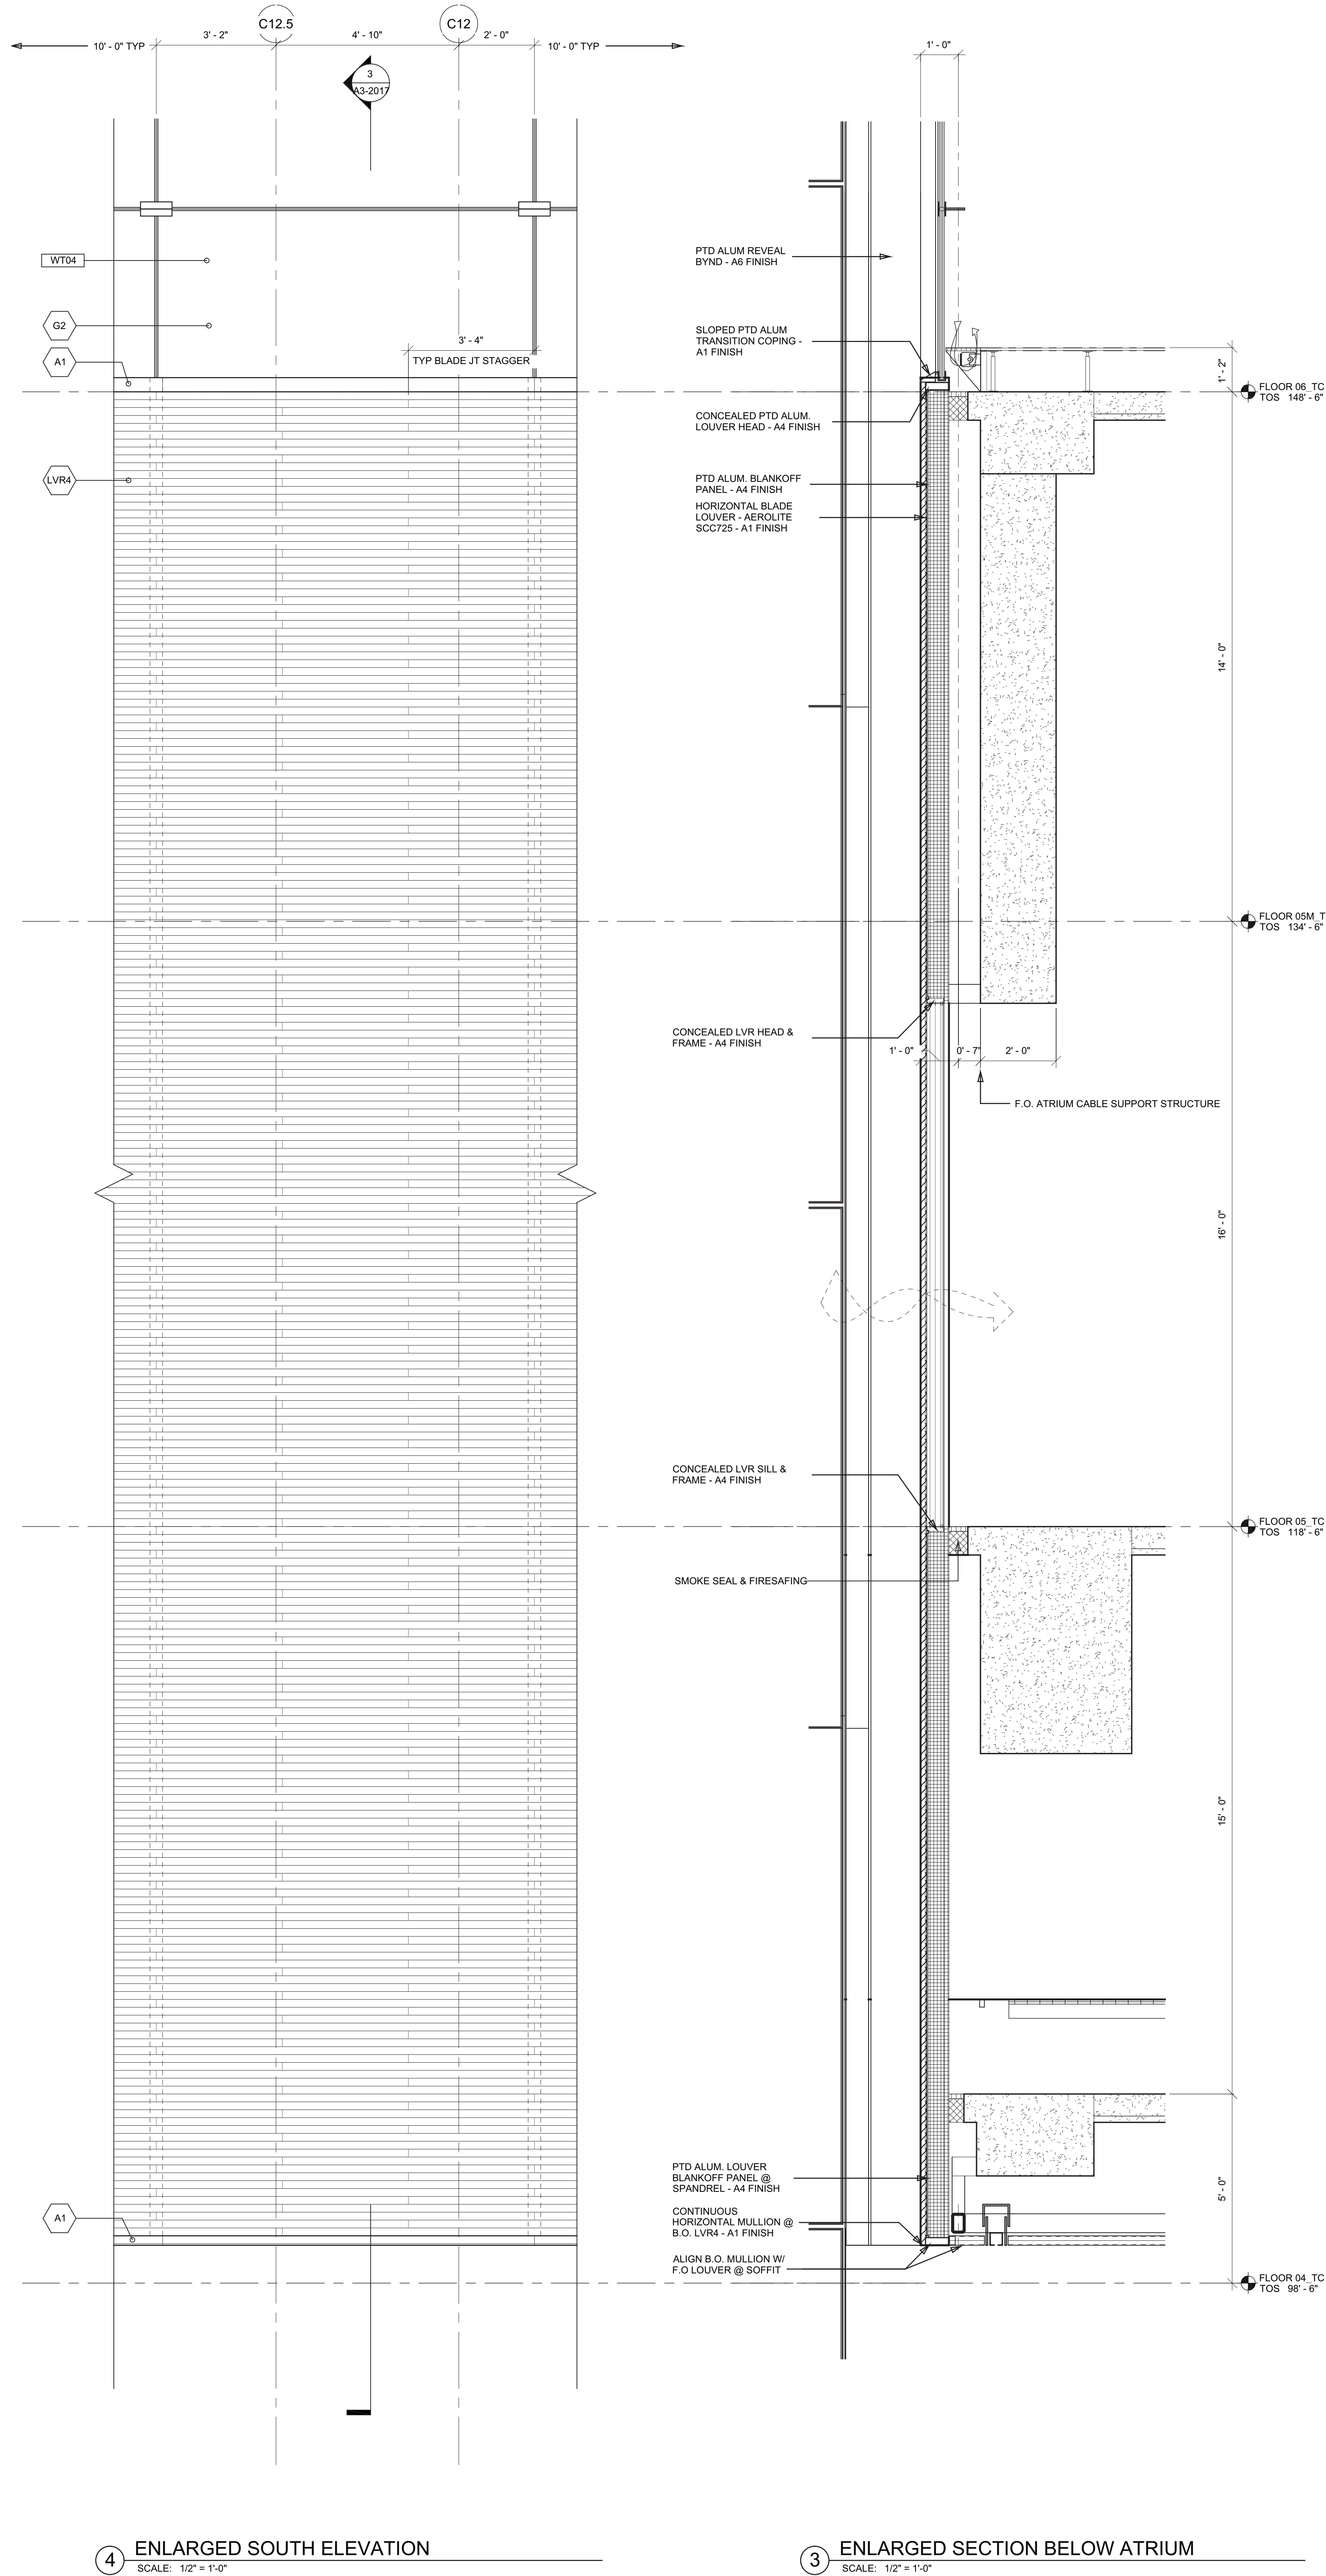 C12.5
C12
3' - 2"
4' - 10"
2' - 0"
10' - 0" TYP
10' - 0" TYP
3
A3-2017
WT04
G2
A1
3' - 4"
TYP BLADE JT STAGGER
LVR4
A1
4
ENLARGED SOUTH ELEVATION
SCALE: 1/2" = 1'-0"
1' - 0"
PTD ALUM REVEAL
BYND - A6 FINISH
SLOPED PTD ALUM
TRANSITION COPING -
A1 FINISH
CONCEALED PTD ALUM.
LOUVER HEAD - A4 FINISH
PTD ALUM. BLANKOFF
PANEL - A4 FINISH
HORIZONTAL BLADE
LOUVER - AEROLITE
SCC725 - A1 FINISH
CONCEALED LVR HEAD &
FRAME - A4 FINISH
1' - 0"
0' - 7"
2' - 0"
F.O. ATRIUM CABLE SUPPORT STRUCTURE
CONCEALED LVR SILL &
FRAME - A4 FINISH
SMOKE SEAL & FIRESAFING
PTD ALUM. LOUVER
BLANKOFF PANEL @
SPANDREL - A4 FINISH
CONTINUOUS
HORIZONTAL MULLION @
B.O. LVR4 - A1 FINISH
ALIGN B.O. MULLION W/
F.O LOUVER @ SOFFIT
1' - 2"
FLOOR 06_TC
TOS 148' - 6"
14' - 0"
FLOOR 05M_T
TOS 134' - 6"
16' - 0"
FLOOR 05_TC
TOS 118' - 6"
15' - 0"
5' - 0"
FLOOR 04_TC
TOS 98' - 6"
3
ENLARGED SECTION BELOW ATRIUM
SCALE: 1/2" = 1'-0"